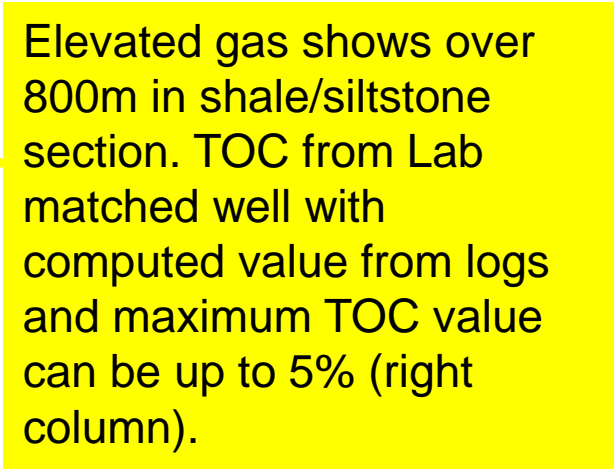 Elevated gas shows over
800m in shale/siltstone
section. TOC from Lab
matched well with
computed value from logs
and maximum TOC value
can be up to 5% (right
column).